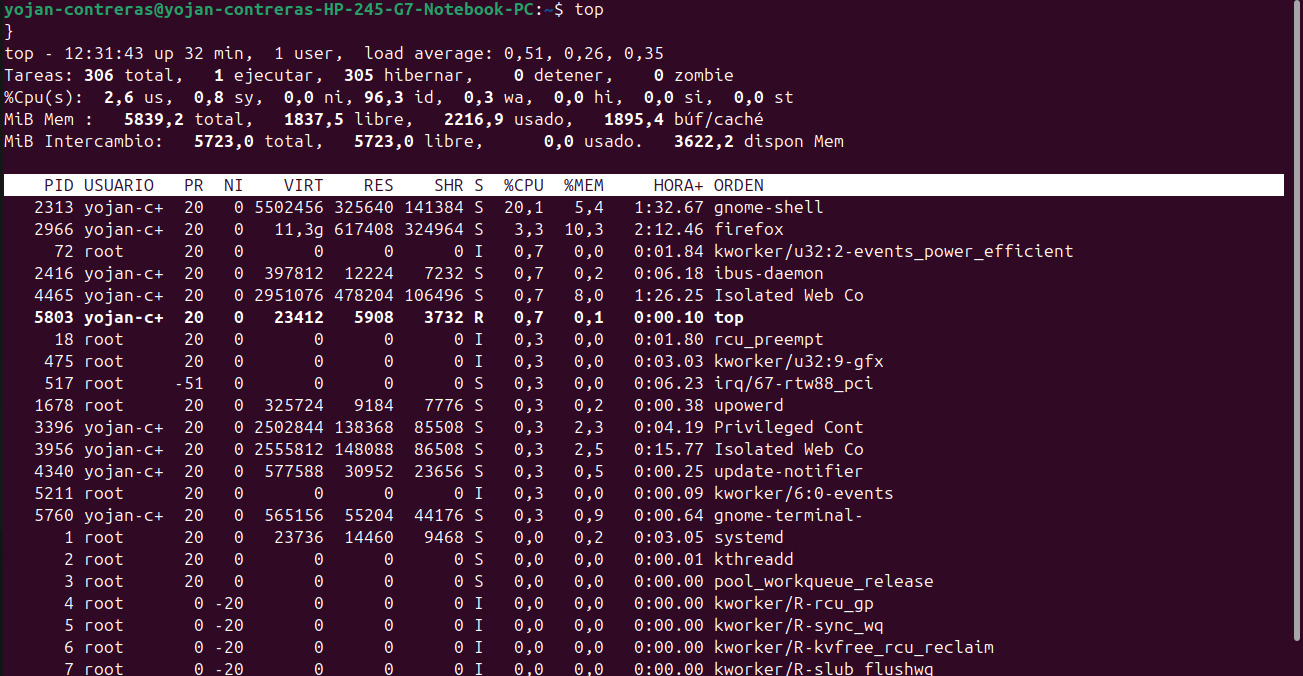 yojan-contreras@yojan-contreras-HP-245-G7-Notebook-PC:~$ top
}
top - 12:31:43 up 32 min,  1 user,  load average: 0,51, 0,26, 0,35
Tareas: 306 total,   1 ejecutar,  305 hibernar,    0 detener,    0 zombie
%Cpu(s):  2,6 us,  0,8 sy,  0,0 ni, 96,3 id,  0,3 wa,  0,0 hi,  0,0 si,  0,0 st
MiB Mem :   5839,2 total,   1837,5 libre,   2216,9 usado,   1895,4 búf/caché
MiB Intercambio:   5723,0 total,   5723,0 libre,      0,0 usado.   3622,2 dispon Mem
PID USUARIO   PR  NI    VIRT    RES    SHR S  %CPU  %MEM     HORA+ ORDEN
2313 yojan-c+  20   0 5502456 325640 141384 S  20,1   5,4   1:32.67 gnome-shell
2966 yojan-c+  20   0   11,3g 617408 324964 S   3,3  10,3   2:12.46 firefox
72 root      20   0       0      0      0 I   0,7   0,0   0:01.84 kworker/u32:2-events_power_efficient
2416 yojan-c+  20   0  397812  12224   7232 S   0,7   0,2   0:06.18 ibus-daemon
4465 yojan-c+  20   0 2951076 478204 106496 S   0,7   8,0   1:26.25 Isolated Web Co
5803 yojan-c+  20   0   23412   5908   3732 R   0,7   0,1   0:00.10 top
18 root      20   0       0      0      0 I   0,3   0,0   0:01.80 rcu_preempt
475 root      20   0       0      0      0 I   0,3   0,0   0:03.03 kworker/u32:9-gfx
517 root     -51   0       0      0      0 S   0,3   0,0   0:06.23 irq/67-rtw88_pci
1678 root      20   0  325724   9184   7776 S   0,3   0,2   0:00.38 upowerd
3396 yojan-c+  20   0 2502844 138368  85508 S   0,3   2,3   0:04.19 Privileged Cont
3956 yojan-c+  20   0 2555812 148088  86508 S   0,3   2,5   0:15.77 Isolated Web Co
4340 yojan-c+  20   0  577588  30952  23656 S   0,3   0,5   0:00.25 update-notifier
5211 root      20   0       0      0      0 I   0,3   0,0   0:00.09 kworker/6:0-events
5760 yojan-c+  20   0  565156  55204  44176 S   0,3   0,9   0:00.64 gnome-terminal-
1 root      20   0   23736  14460   9468 S   0,0   0,2   0:03.05 systemd
2 root      20   0       0      0      0 S   0,0   0,0   0:00.01 kthreadd
3 root      20   0       0      0      0 S   0,0   0,0   0:00.00 pool_workqueue_release
4 root       0 -20       0      0      0 I   0,0   0,0   0:00.00 kworker/R-rcu_gp
5 root       0 -20       0      0      0 I   0,0   0,0   0:00.00 kworker/R-sync_wq
6 root       0 -20       0      0      0 I   0,0   0,0   0:00.00 kworker/R-kvfree_rcu_reclaim
7 root       0 -20       0      0      0 I   0,0   0,0   0:00.00 kworker/R-slub_flushwq